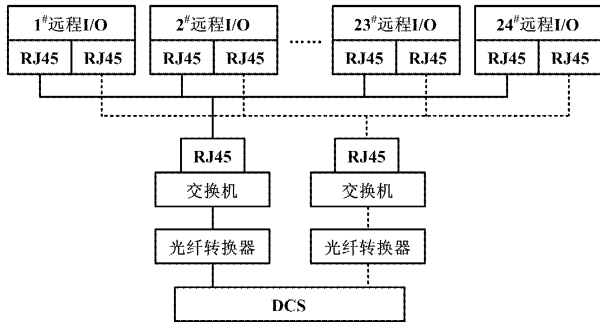 1#远程I/O 2#远程I/O 23#远程I/O 24#远程I/O
RJ45 RJ45 RJ45 RJ45 …… RJ45 RJ45 RJ45 RJ45
RJ45 RJ45
交换机 交换机
光纤转换器 光纤转换器
DCS